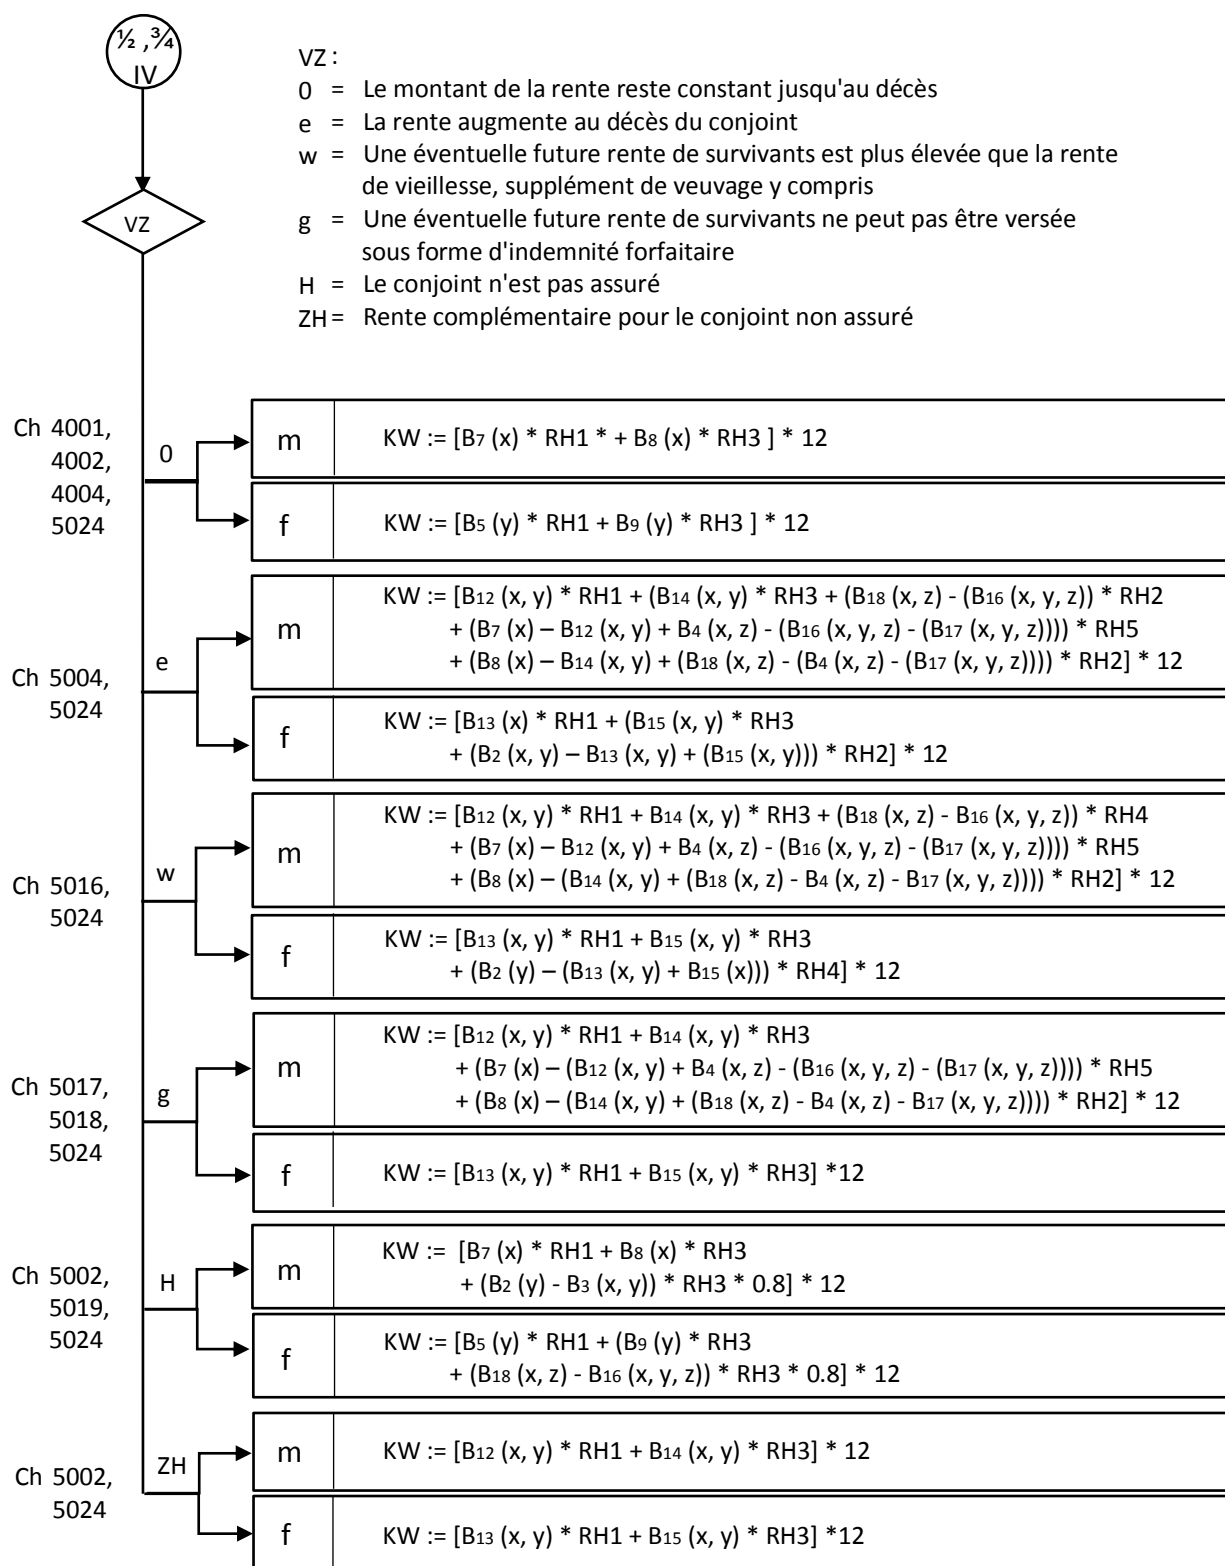 ½ ,¾
IV
VZ
VZ :
0 = Le montant de la rente reste constant jusqu'au décès
e = La rente augmente au décès du conjoint
w = Une éventuelle future rente de survivants est plus élevée que la rente
de vieillesse, supplément de veuvage y compris
g = Une éventuelle future rente de survivants ne peut pas être versée
sous forme d'indemnité forfaitaire
H = Le conjoint n'est pas assuré
ZH = Rente complémentaire pour le conjoint non assuré
Ch 4001,
4002,
4004,
5024
0
m
KW := [B7 (x) * RH1 * + B8 (x) * RH3 ] * 12
f
KW := [B5 (y) * RH1 + B9 (y) * RH3 ] * 12
Ch 5004,
5024
e
m
KW := [B12 (x, y) * RH1 + (B14 (x, y) * RH3 + (B18 (x, z) - (B16 (x, y, z)) * RH2
+ (B7 (x) – B12 (x, y) + B4 (x, z) - (B16 (x, y, z) - (B17 (x, y, z)))) * RH5
+ (B8 (x) – B14 (x, y) + (B18 (x, z) - (B4 (x, z) - (B17 (x, y, z)))) * RH2] * 12
f
KW := [B13 (x) * RH1 + (B15 (x, y) * RH3
+ (B2 (x, y) – B13 (x, y) + (B15 (x, y))) * RH2] * 12
Ch 5016,
5024
w
m
KW := [B12 (x, y) * RH1 + B14 (x, y) * RH3 + (B18 (x, z) - B16 (x, y, z)) * RH4
+ (B7 (x) – B12 (x, y) + B4 (x, z) - (B16 (x, y, z) - (B17 (x, y, z)))) * RH5
+ (B8 (x) – (B14 (x, y) + (B18 (x, z) - B4 (x, z) - B17 (x, y, z)))) * RH2] * 12
f
KW := [B13 (x, y) * RH1 + B15 (x, y) * RH3
+ (B2 (y) – (B13 (x, y) + B15 (x))) * RH4] * 12
Ch 5017,
5018,
5024
g
m
KW := [B12 (x, y) * RH1 + B14 (x, y) * RH3
+ (B7 (x) – (B12 (x, y) + B4 (x, z) - (B16 (x, y, z) - (B17 (x, y, z)))) * RH5
+ (B8 (x) – (B14 (x, y) + (B18 (x, z) - B4 (x, z) - B17 (x, y, z)))) * RH2] * 12
f
KW := [B13 (x, y) * RH1 + B15 (x, y) * RH3] *12
Ch 5002,
5019,
5024
H
m
KW := [B7 (x) * RH1 + B8 (x) * RH3
+ (B2 (y) - B3 (x, y)) * RH3 * 0.8] * 12
f
KW := [B5 (y) * RH1 + (B9 (y) * RH3
+ (B18 (x, z) - B16 (x, y, z)) * RH3 * 0.8] * 12
Ch 5002,
5024
ZH
m
KW := [B12 (x, y) * RH1 + B14 (x, y) * RH3] * 12
f
KW := [B13 (x, y) * RH1 + B15 (x, y) * RH3] *12